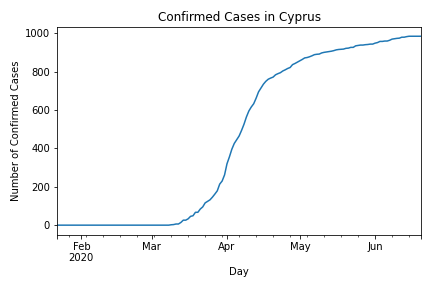 Confirmed Cases in Cyprus
1000
800
600
400
200
0
Number of Confirmed Cases
Feb
2020
Mar
Apr
May
Jun
Day